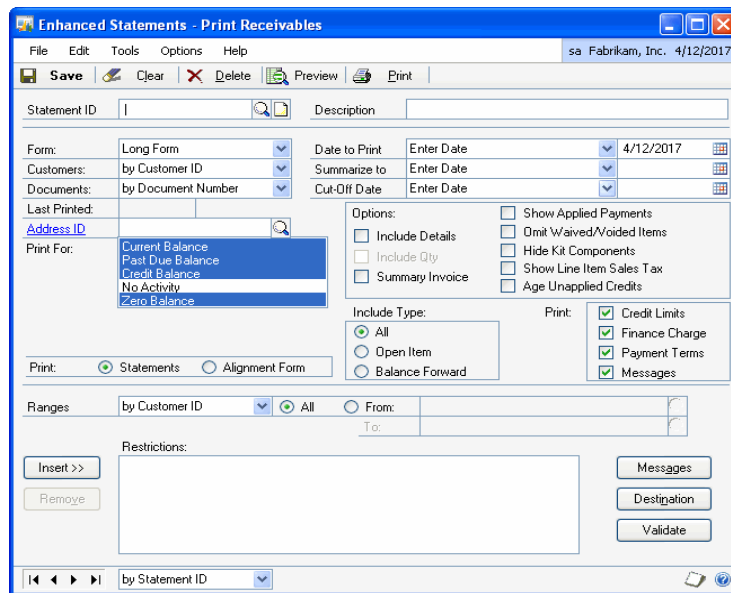 Enhanced Statements - Print Receivables
File Edit Tools Options Help sa Fabrikam, Inc. 4/12/2017
Save Clear Delete Preview Print
Statement ID Description
Form: Long Form Date to Print Enter Date 4/12/2017
Customers: by Customer ID Summarize to Enter Date
Documents: by Document Number Cut-Off Date Enter Date
Last Printed:
Address ID
Print For: Current Balance
Past Due Balance
Credit Balance
No Activity
Zero Balance
Options:
Include Details
Include Qty
Summary Invoice
Show Applied Payments
Omit Waived/Voided Items
Hide Kit Components
Show Line Item Sales Tax
Age Unapplied Credits
Include Type:
All
Open Item
Balance Forward
Print: Credit Limits
Finance Charge
Payment Terms
Messages
Print: Statements Alignment Form
Ranges by Customer ID All From:
To:
Restrictions:
Insert >>
Remove
Messages
Destination
Validate
by Statement ID